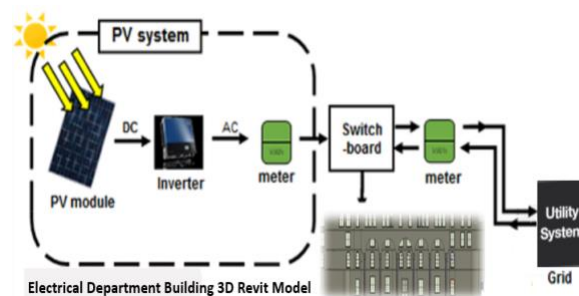 PV system
DC
AC
PV module
Inverter
meter
Switch
-board
meter
Utility
System
Grid
Electrical Department Building 3D Revit Model